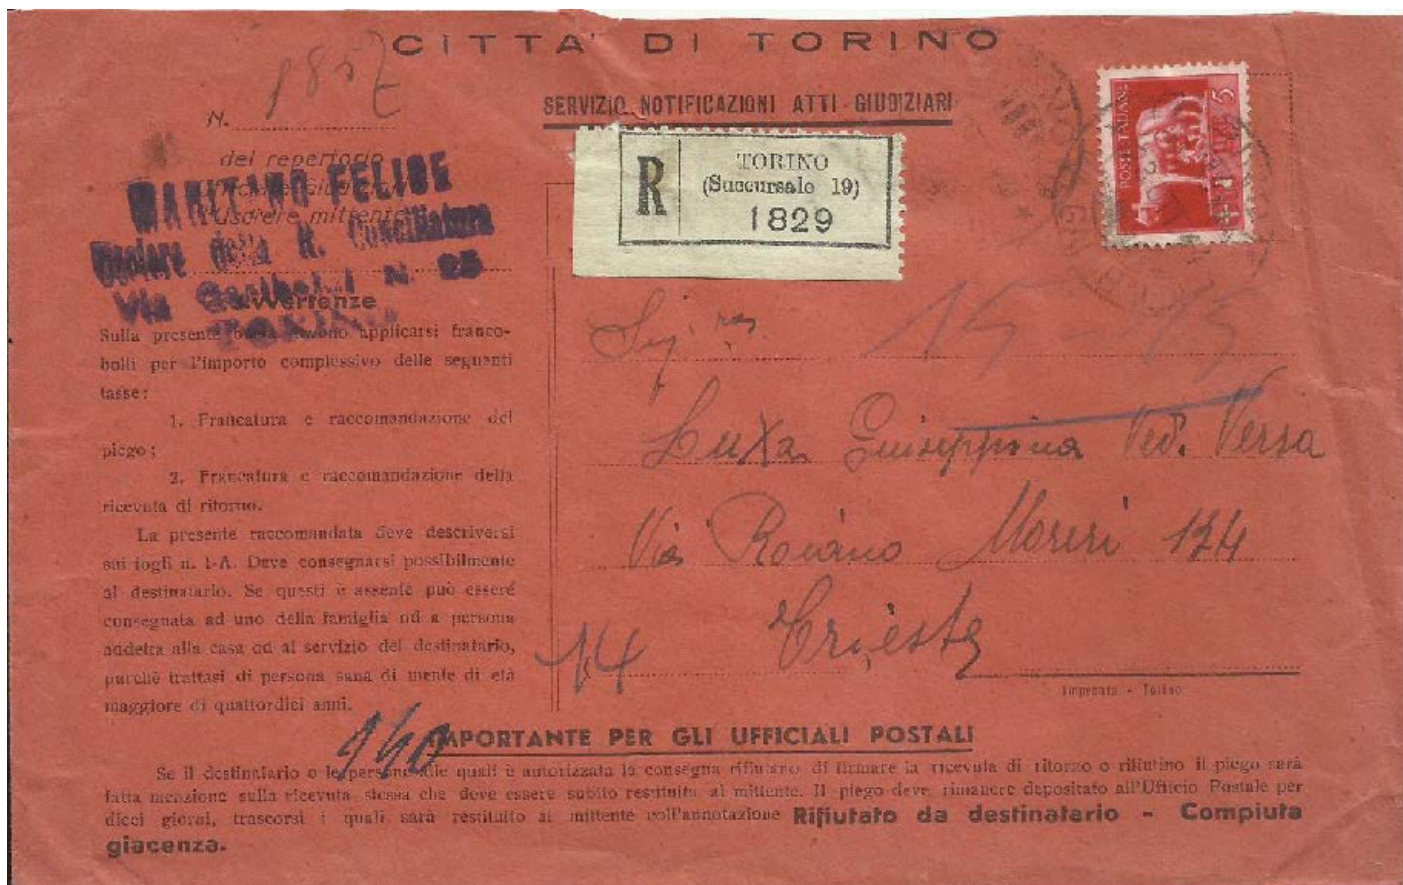 CITTA' DI TORINO
SERVIZIO NOTIFICAZIONI ATTI GIUDIZIARI
N. 1857
del repertorio
Usciere mittente
FELICE
della R. Conciliatura
Via Garibaldi N. 25
TORINO
R
TORINO
(Succursale 19)
1829
POSTE ITALIANE
5
Avvertenze
Sulla presente devono applicarsi franco-
bolli per l'importo complessivo delle seguenti
tasse:
1. Francatura e raccomandazione del
piego;
2. Francatura e raccomandazione della
ricevuta di ritorno.
La presente raccomandata deve descriversi
sui fogli n. 1-A. Deve consegnarsi possibilmente
al destinatario. Se questi è assente può essere
consegnata ad uno della famiglia od a persona
addetta alla casa od al servizio del destinatario,
purchè trattasi di persona sana di mente di età
maggiore di quattordici anni.
15-15
Luxa Giuseppina Ved. Versa
Via Roiano 174
Trieste
14
Impronta - Torino
140
IMPORTANTE PER GLI UFFICIALI POSTALI
Se il destinatario o le persone alle quali è autorizzata la consegna rifiutano di firmare la ricevuta di ritorno o rifiutino il piego sarà
fatta menzione sulla ricevuta stessa che deve essere subito restituita al mittente. Il piego deve rimanere depositato all'Ufficio Postale per
dieci giorni, trascorsi i quali sarà restituito al mittente coll'annotazione Rifiutato da destinatario - Compiuta
giacenza.